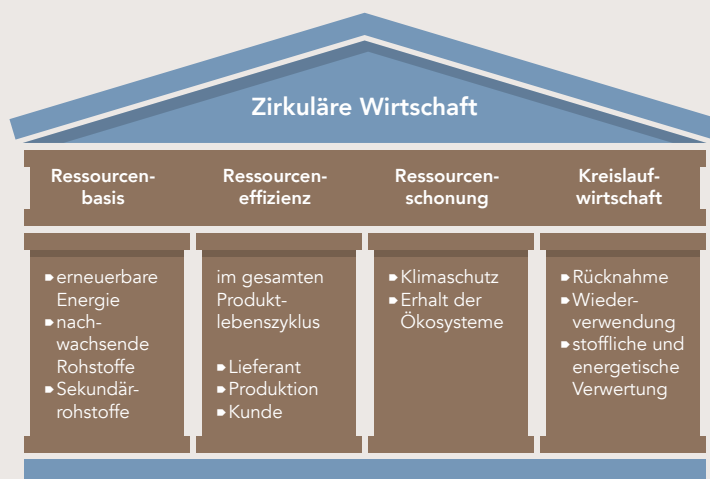 Zirkuläre Wirtschaft
Ressourcen-
basis
Ressourcen-
effizienz
Ressourcen-
schonung
Kreislauf-
wirtschaft
erneuerbare
Energie
nach-
wachsende
Rohstoffe
Sekundär-
rohstoffe
im gesamten
Produkt-
lebenszyklus
Lieferant
Produktion
Kunde
Klimaschutz
Erhalt der
Ökosysteme
Rücknahme
Wieder-
verwendung
stoffliche und
energetische
Verwertung